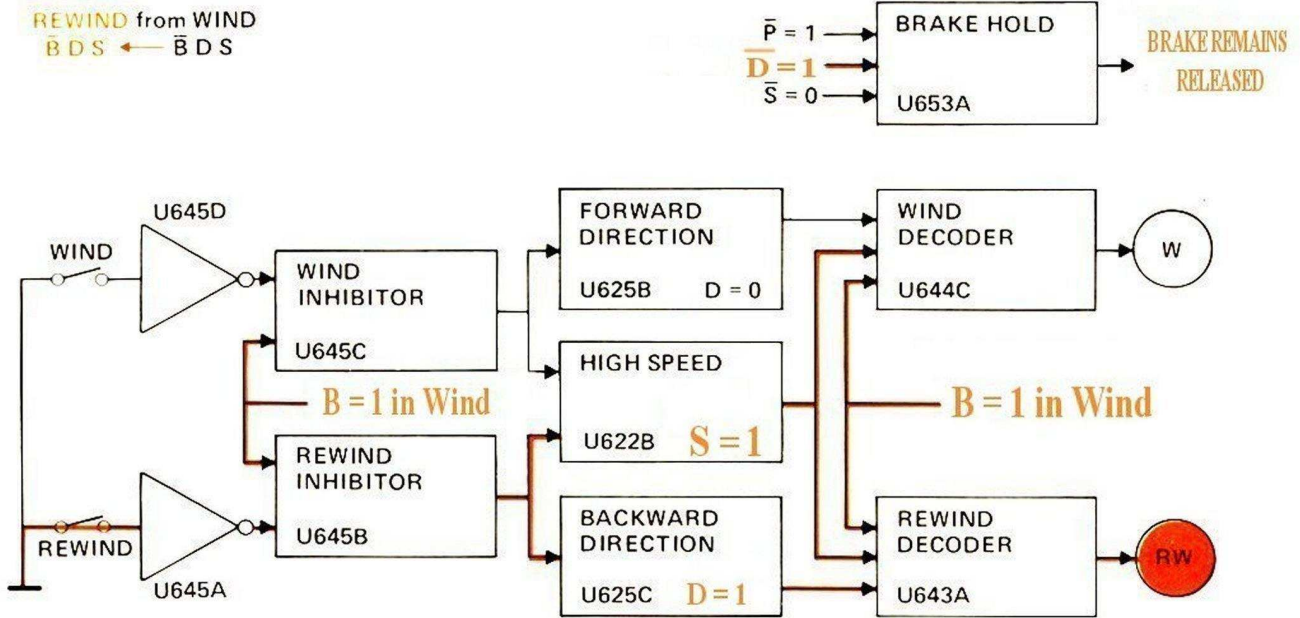 REWIND from WIND
B̄ D S ← B̄ D S
P̄ = 1
D̄ = 1
S̄ = 0
BRAKE HOLD
U653A
BRAKE REMAINS
RELEASED
WIND
U645D
WIND
INHIBITOR
U645C
FORWARD
DIRECTION
U625B D = 0
WIND
DECODER
U644C
W
B = 1 in Wind
HIGH SPEED
U622B S = 1
B = 1 in Wind
REWIND
U645A
REWIND
INHIBITOR
U645B
BACKWARD
DIRECTION
U625C D = 1
REWIND
DECODER
U643A
RW